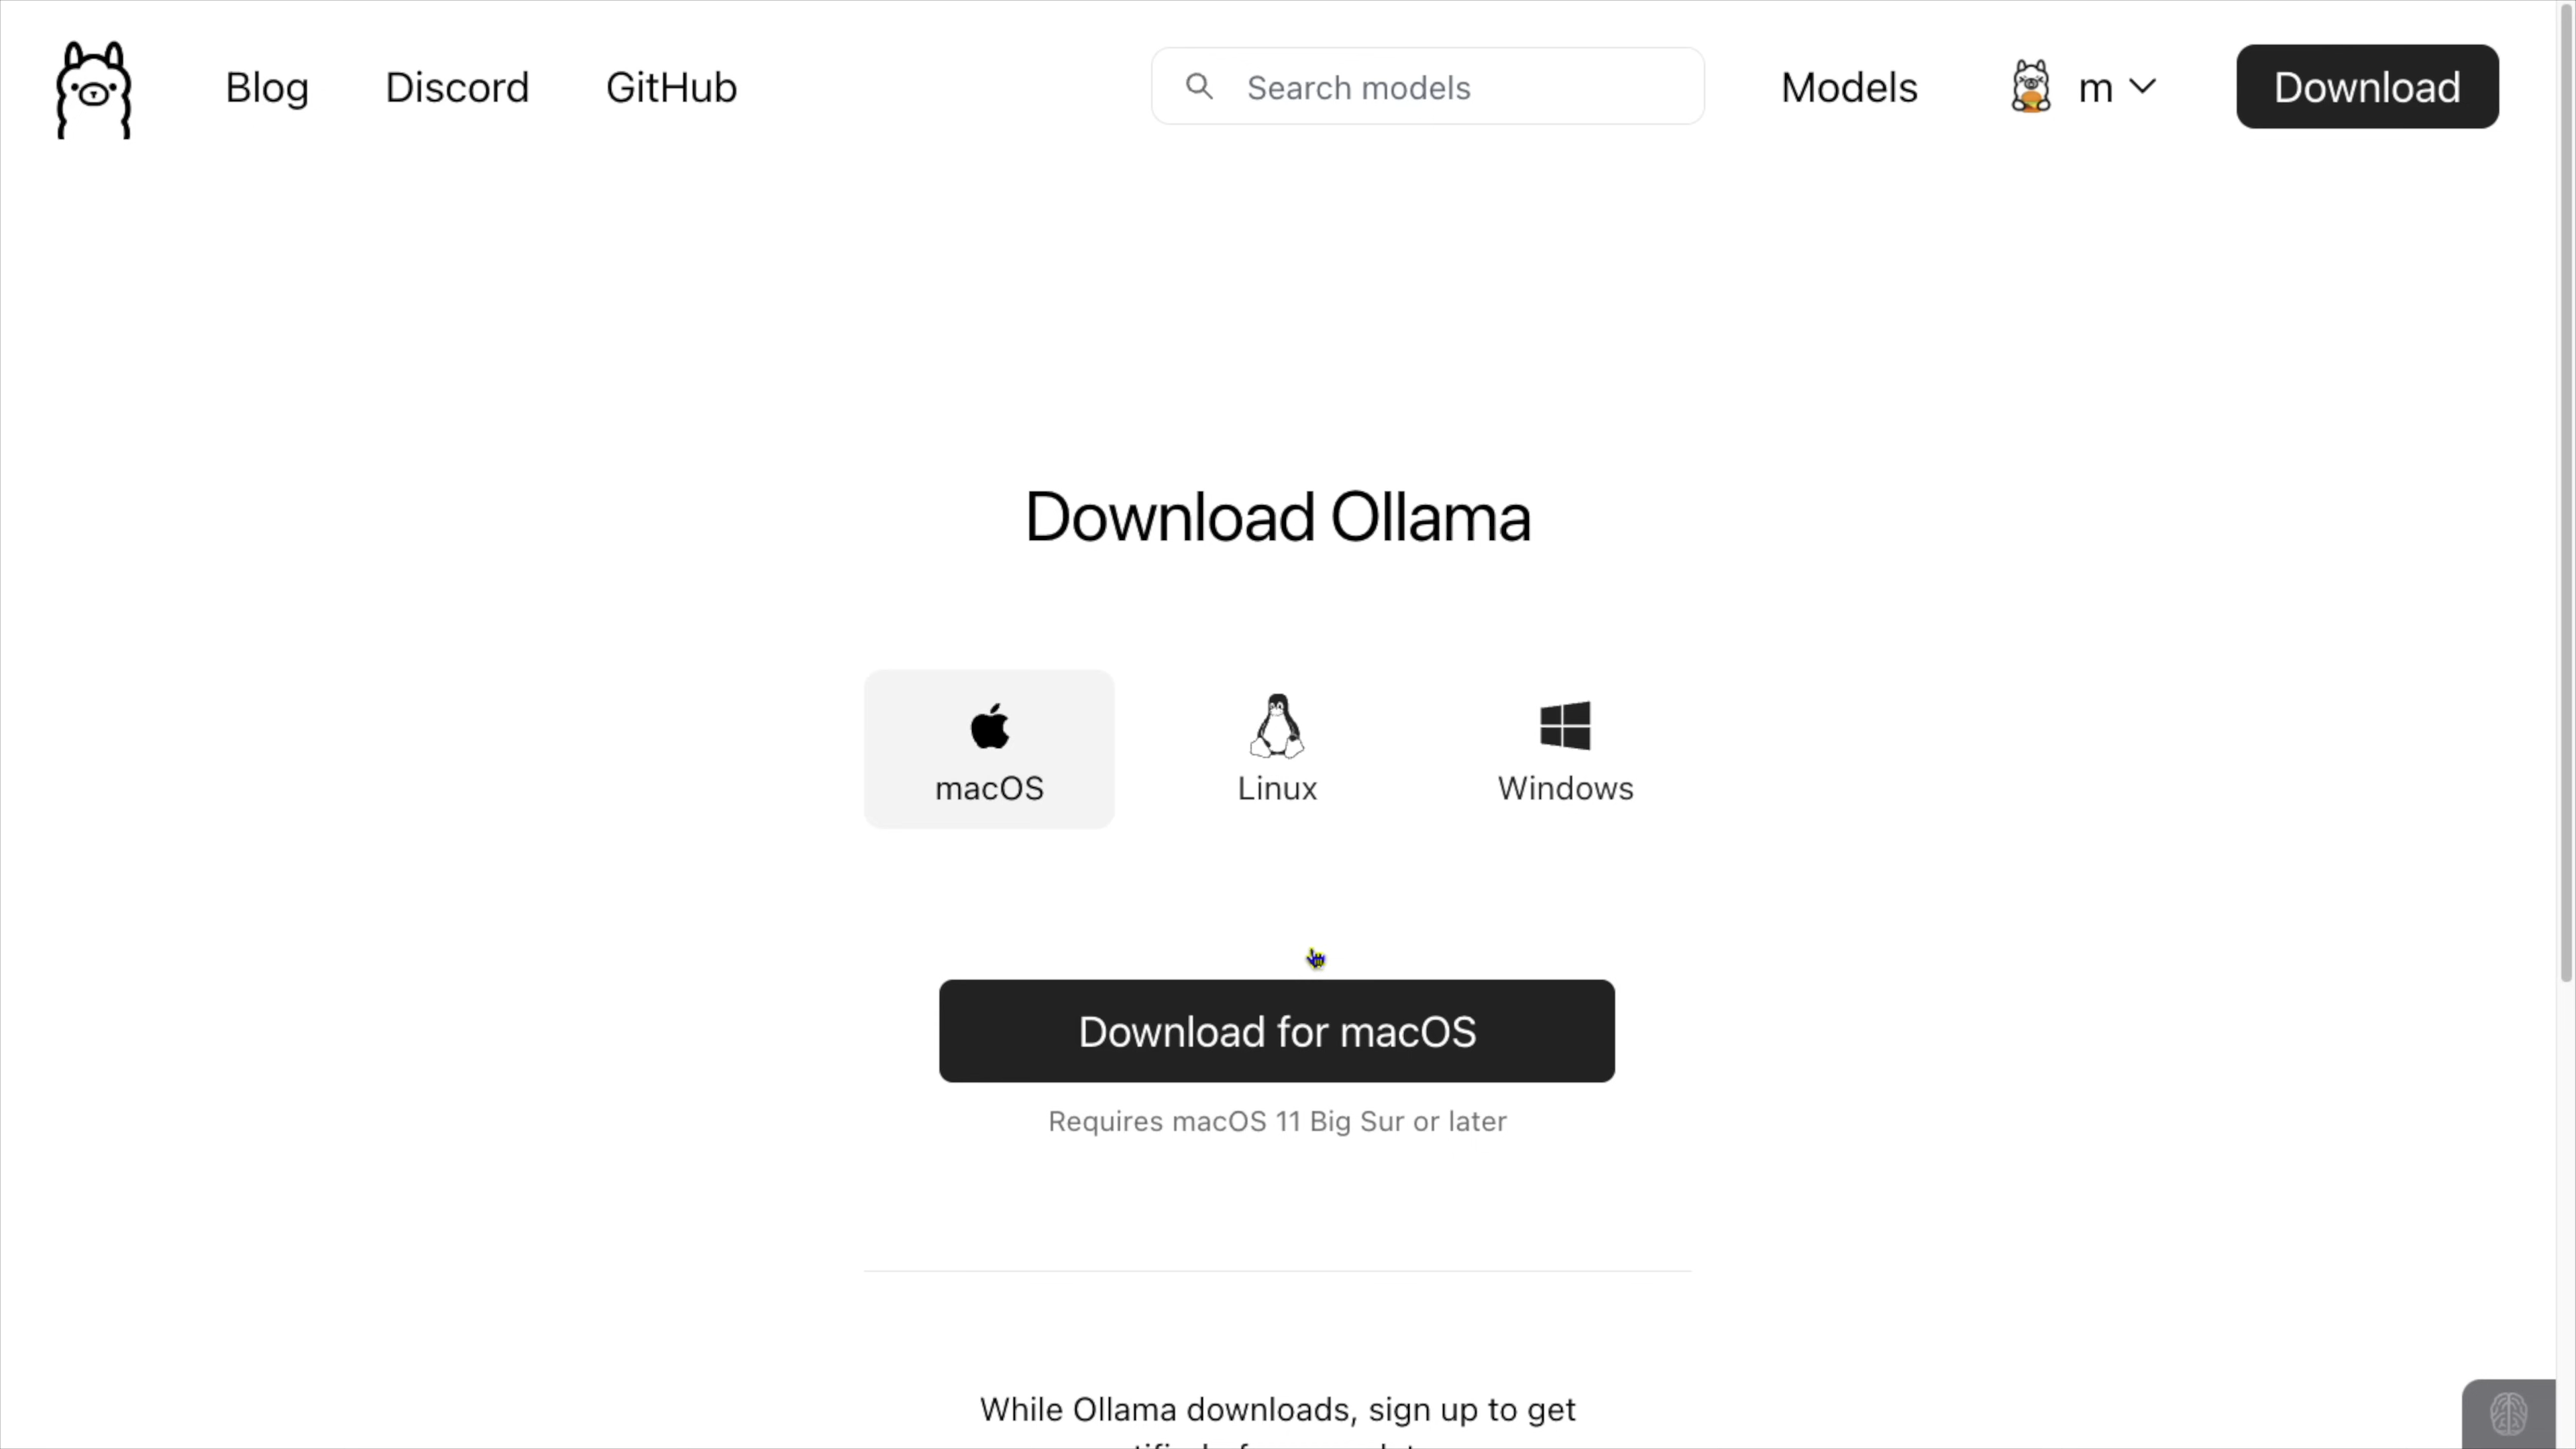 Blog Discord GitHub Search models Models m Download
Download Ollama
macOS Linux Windows
Download for macOS
Requires macOS 11 Big Sur or later
While Ollama downloads, sign up to get